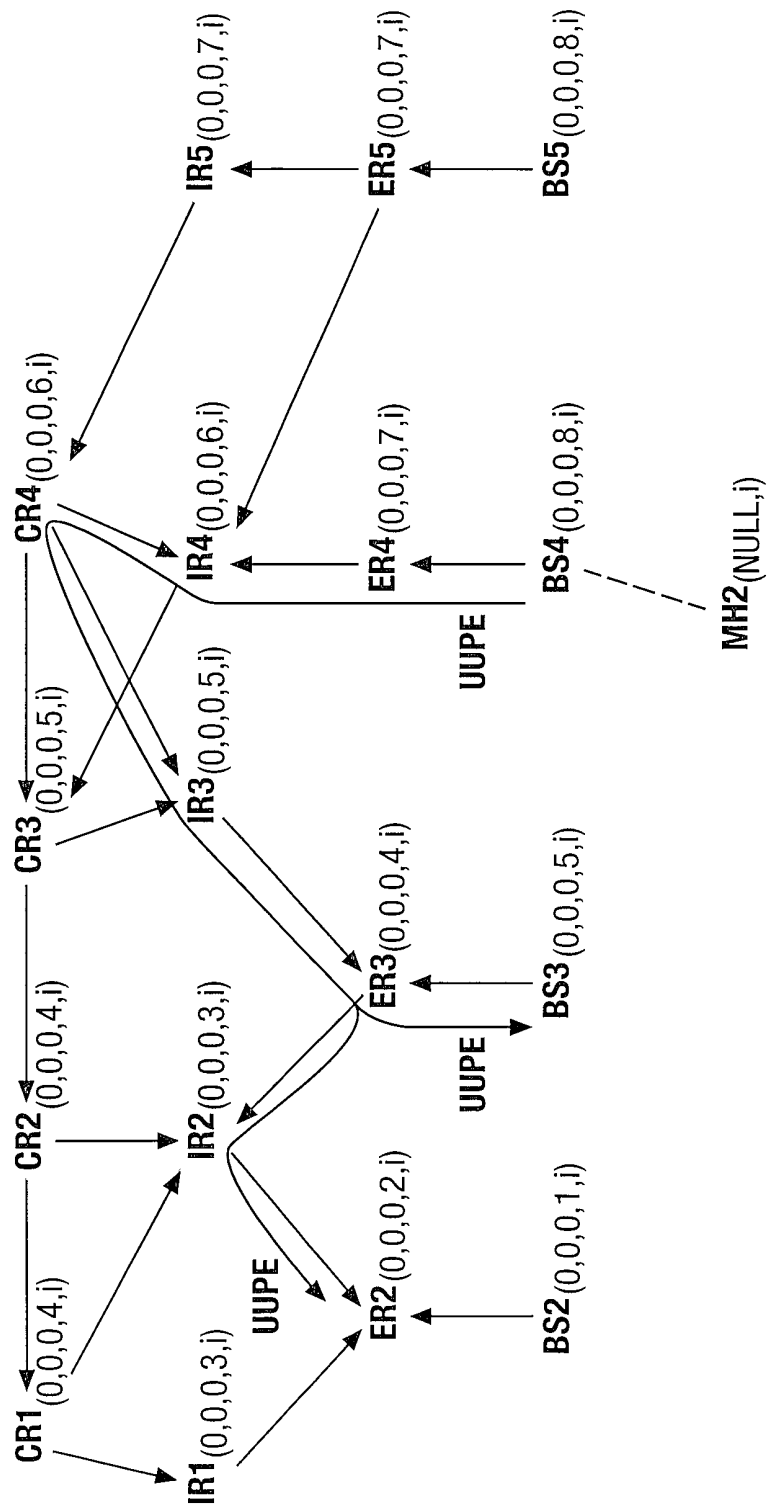 CR1(0,0,0,4,i)
CR2(0,0,0,4,i)
CR3(0,0,0,5,i)
CR4(0,0,0,6,i)
IR1(0,0,0,3,i)
IR2(0,0,0,3,i)
IR3(0,0,0,5,i)
IR4(0,0,0,6,i)
IR5(0,0,0,7,i)
UUPE
ER2(0,0,0,2,i)
ER3(0,0,0,4,i)
ER4(0,0,0,7,i)
ER5(0,0,0,7,i)
UUPE
UUPE
BS2(0,0,0,1,i)
BS3(0,0,0,5,i)
BS4(0,0,0,8,i)
BS5(0,0,0,8,i)
MH2(NULL,i)